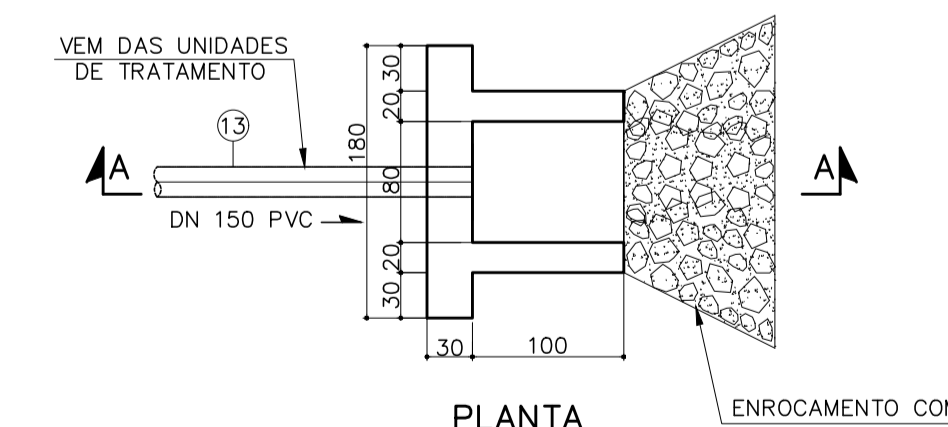 VEM DAS UNIDADES
DE TRATAMENTO
13
A
A
DN 150 PVC
180
30
20
80
20
30
30
100
PLANTA
ENROCAMENTO